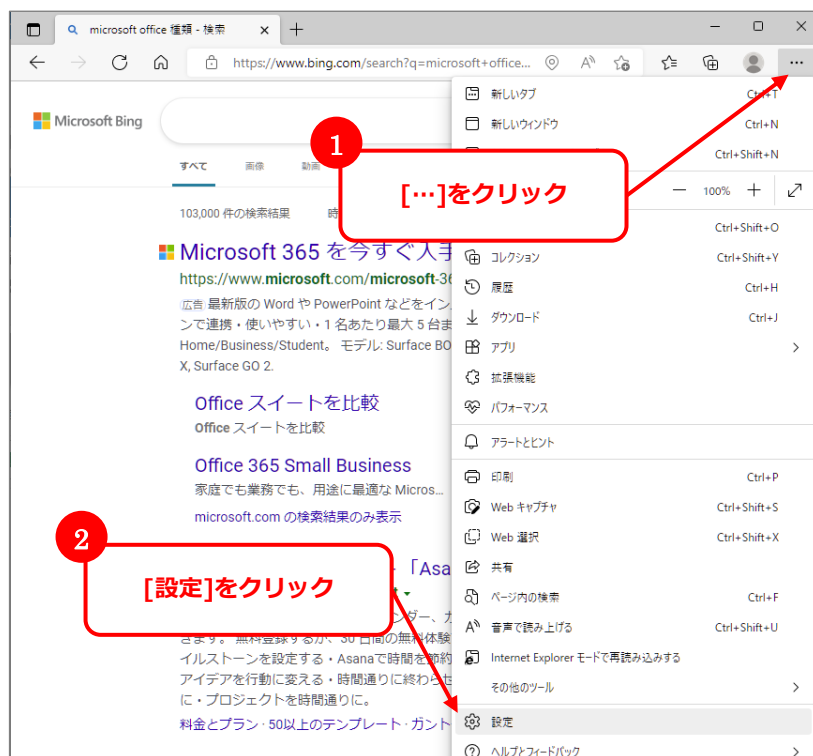 microsoft office 種類 - 検索
https://www.bing.com/search?q=microsoft+office...
Microsoft Bing
すべて 画像 動画
103,000 件の検索結果 時
Microsoft 365 を今すぐ入手
https://www.microsoft.com/microsoft-36
広告 最新版の Word や PowerPoint などをイン
ンで連携・使いやすい・1 名あたり最大 5 台ま
Home/Business/Student。 モデル: Surface BO
X, Surface GO 2.
Office スイートを比較
Office スイートを比較
Office 365 Small Business
家庭でも業務でも、用途に最適な Micros...
microsoft.com の検索結果のみ表示
「Asa
ンダー、ガ
きます。 無料登録するか、30 日間の無料体験
イルストーンを設定する・Asanaで時間を節約
アイデアを行動に変える・時間通りに終わらせ
に・プロジェクトを時間通りに。
料金とプラン · 50以上のテンプレート · ガント
1
[…]をクリック
2
[設定]をクリック
新しいタブ Ctrl+T
新しいウィンドウ Ctrl+N
Ctrl+Shift+N
100%
Ctrl+Shift+O
コレクション Ctrl+Shift+Y
履歴 Ctrl+H
ダウンロード Ctrl+J
アプリ
拡張機能
パフォーマンス
アラートとヒント
印刷 Ctrl+P
Web キャプチャ Ctrl+Shift+S
Web 選択 Ctrl+Shift+X
共有
ページ内の検索 Ctrl+F
音声で読み上げる Ctrl+Shift+U
Internet Explorer モードで再読み込みする
その他のツール
設定
ヘルプとフィードバック